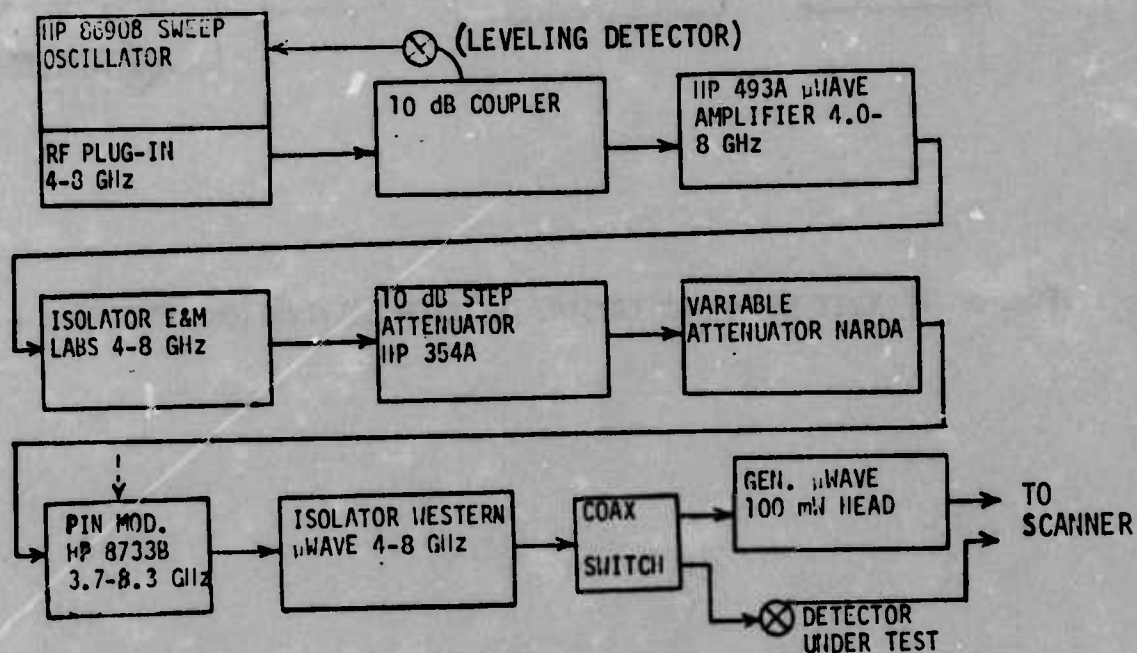 HP 8690B SWEEP
OSCILLATOR
RF PLUG-IN
4-8 GHz
(LEVELING DETECTOR)
10 dB COUPLER
HP 493A µWAVE
AMPLIFIER 4.0-
8 GHz
ISOLATOR E&M
LABS 4-8 GHz
10 dB STEP
ATTENUATOR
HP 354A
VARIABLE
ATTENUATOR NARDA
PIN MOD.
HP 8733B
3.7-8.3 GHz
ISOLATOR WESTERN
µWAVE 4-8 GHz
COAX
SWITCH
GEN. µWAVE
100 mW HEAD
DETECTOR
UNDER TEST
TO
SCANNER